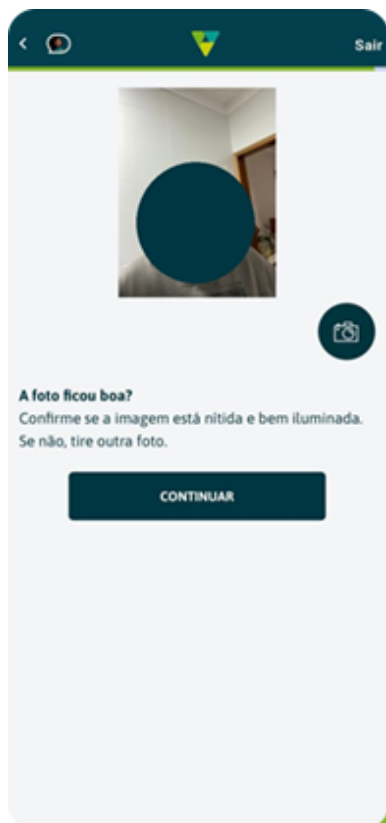 Sair
A foto ficou boa?
Confirme se a imagem está nítida e bem iluminada.
Se não, tire outra foto.
CONTINUAR